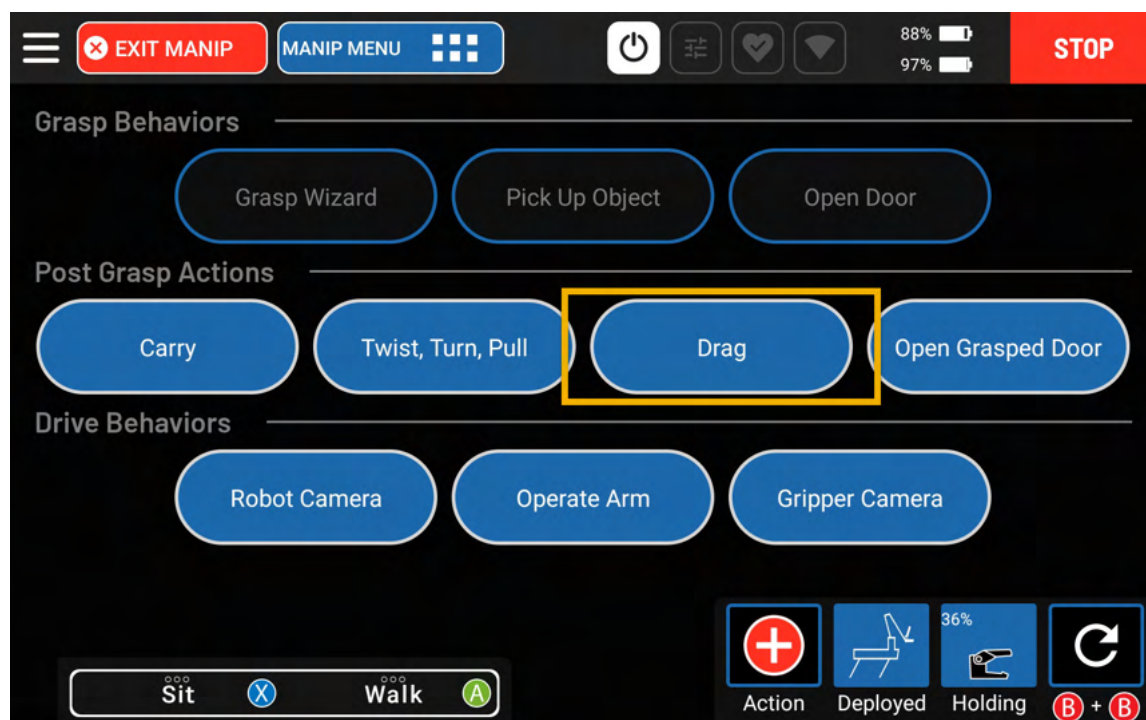 EXIT MANIP
MANIP MENU
88%
97%
STOP
Grasp Behaviors
Grasp Wizard
Pick Up Object
Open Door
Post Grasp Actions
Carry
Twist, Turn, Pull
Drag
Open Grasped Door
Drive Behaviors
Robot Camera
Operate Arm
Gripper Camera
36%
Sit X Walk A
Action
Deployed
Holding
B + B